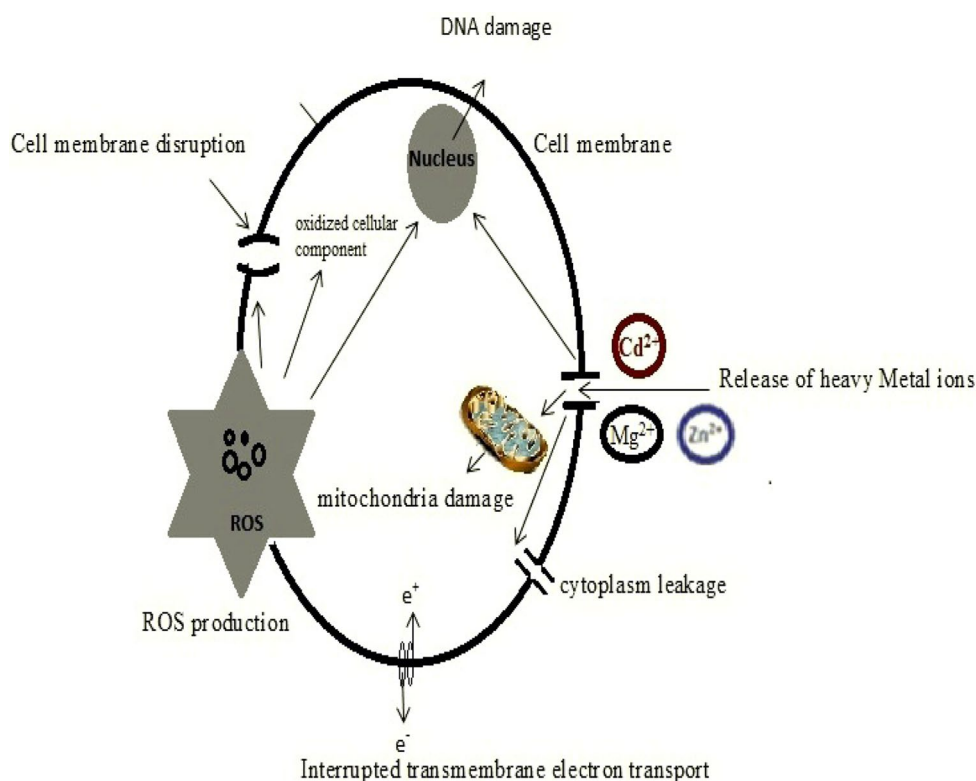 DNA damage
Cell membrane disruption
Nucleus
Cell membrane
oxidized cellular
component
Cd²⁺
Release of heavy Metal ions
Mg²⁺
Zn²⁺
mitochondria damage
ROS
cytoplasm leakage
ROS production
e⁺
e⁻
Interrupted transmembrane electron transport